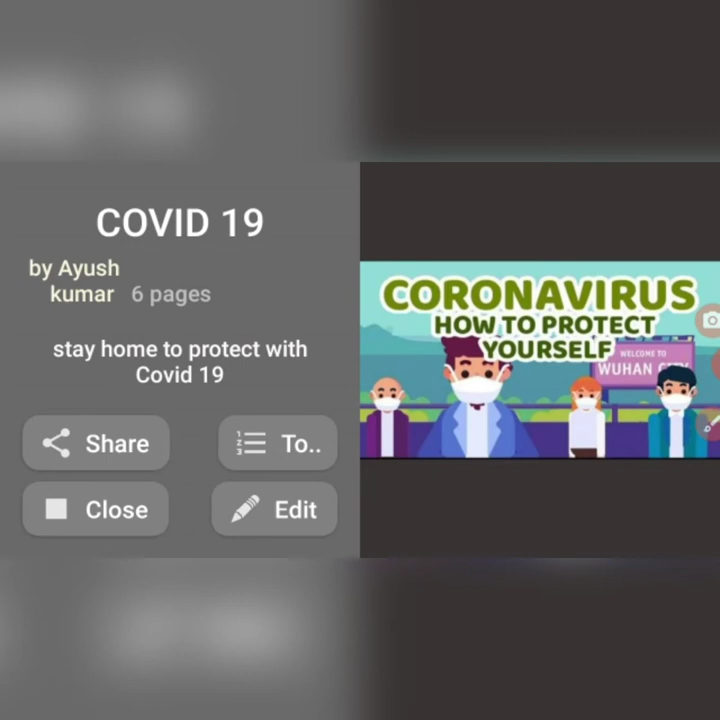 COVID 19
by Ayush
kumar 6 pages
stay home to protect with
Covid 19
Share
To..
Close
Edit
CORONAVIRUS
HOW TO PROTECT
YOURSELF
WELCOME TO
WUHAN CITY